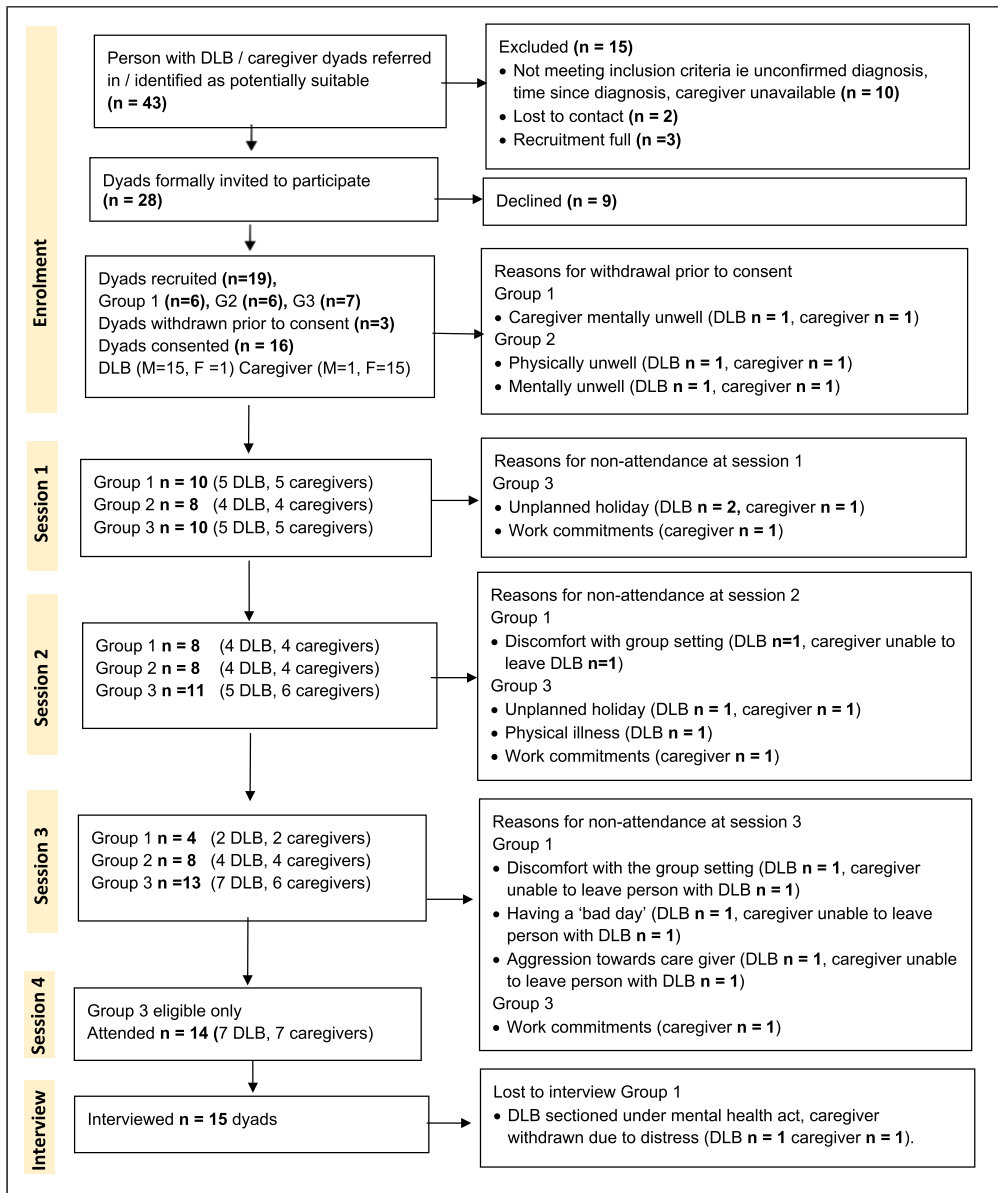 Enrolment
Person with DLB / caregiver dyads referred
in / identified as potentially suitable
(n = 43)
Excluded (n = 15)
• Not meeting inclusion criteria ie unconfirmed diagnosis,
time since diagnosis, caregiver unavailable (n = 10)
• Lost to contact (n = 2)
• Recruitment full (n =3)
Dyads formally invited to participate
(n = 28)
Declined (n = 9)
Dyads recruited (n=19),
Group 1 (n=6), G2 (n=6), G3 (n=7)
Dyads withdrawn prior to consent (n=3)
Dyads consented (n = 16)
DLB (M=15, F =1) Caregiver (M=1, F=15)
Reasons for withdrawal prior to consent
Group 1
• Caregiver mentally unwell (DLB n = 1, caregiver n = 1)
Group 2
• Physically unwell (DLB n = 1, caregiver n = 1)
• Mentally unwell (DLB n = 1, caregiver n = 1)
Session 1
Group 1 n = 10 (5 DLB, 5 caregivers)
Group 2 n = 8 (4 DLB, 4 caregivers)
Group 3 n = 10 (5 DLB, 5 caregivers)
Reasons for non-attendance at session 1
Group 3
• Unplanned holiday (DLB n = 2, caregiver n = 1)
• Work commitments (caregiver n = 1)
Session 2
Group 1 n = 8 (4 DLB, 4 caregivers)
Group 2 n = 8 (4 DLB, 4 caregivers)
Group 3 n =11 (5 DLB, 6 caregivers)
Reasons for non-attendance at session 2
Group 1
• Discomfort with group setting (DLB n=1, caregiver unable to
leave DLB n=1)
Group 3
• Unplanned holiday (DLB n = 1, caregiver n = 1)
• Physical illness (DLB n = 1)
• Work commitments (caregiver n = 1)
Session 3
Group 1 n = 4 (2 DLB, 2 caregivers)
Group 2 n = 8 (4 DLB, 4 caregivers)
Group 3 n =13 (7 DLB, 6 caregivers)
Reasons for non-attendance at session 3
Group 1
• Discomfort with the group setting (DLB n = 1, caregiver
unable to leave person with DLB n = 1)
• Having a ‘bad day’ (DLB n = 1, caregiver unable to leave
person with DLB n = 1)
• Aggression towards care giver (DLB n = 1, caregiver unable
to leave person with DLB n = 1)
Group 3
• Work commitments (caregiver n = 1)
Session 4
Group 3 eligible only
Attended n = 14 (7 DLB, 7 caregivers)
Interview
Interviewed n = 15 dyads
Lost to interview Group 1
• DLB sectioned under mental health act, caregiver
withdrawn due to distress (DLB n = 1 caregiver n = 1).